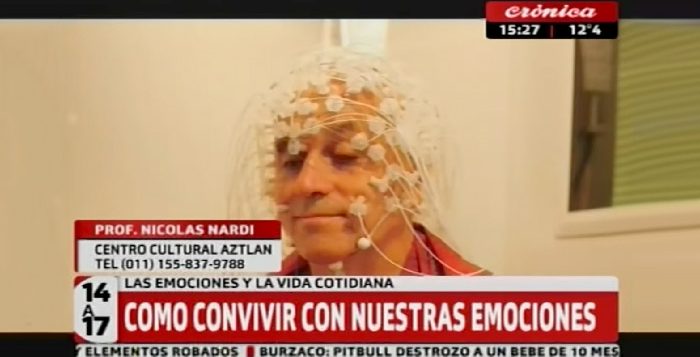 crónica
15:27 12°4
PROF. NICOLAS NARDI
CENTRO CULTURAL AZTLAN
TEL (011) 155-837-9788
LAS EMOCIONES Y LA VIDA COTIDIANA
14 A 17
COMO CONVIVIR CON NUESTRAS EMOCIONES
Y ELEMENTOS ROBADOS BURZACO: PITBULL DESTROZO A UN BEBE DE 10 MES